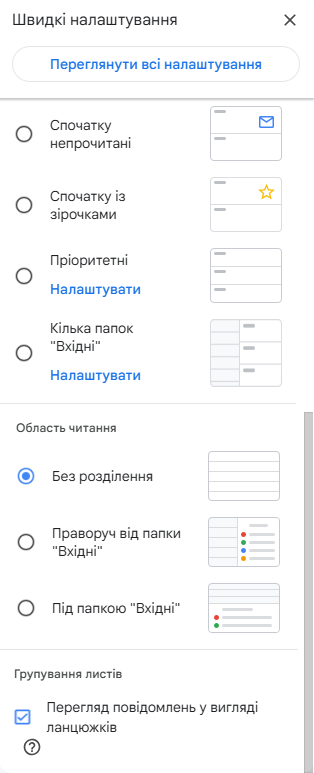 Швидкі налаштування
Переглянути всі налаштування
Спочатку
непрочитані
Спочатку із
зірочками
Пріоритетні
Налаштувати
Кілька папок
"Вхідні"
Налаштувати
Область читання
Без розділення
Праворуч від папки
"Вхідні"
Під папкою "Вхідні"
Групування листів
Перегляд повідомлень у вигляді
ланцюжків